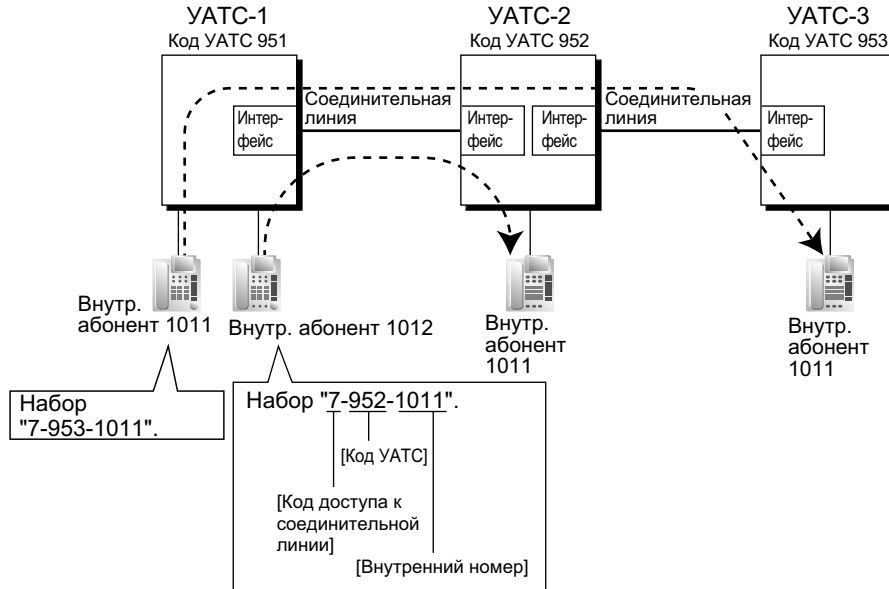 УАТС-1
Код УАТС 951
УАТС-2
Код УАТС 952
УАТС-3
Код УАТС 953
Соединительная
линия
Соединительная
линия
Интер-
фейс
Интер-
фейс
Интер-
фейс
Интер-
фейс
Внутр.
абонент 1011
Внутр. абонент 1012
Внутр.
абонент
1011
Внутр.
абонент
1011
Набор
"7-953-1011".
Набор "7-952-1011".
[Код УАТС]
[Код доступа к
соединительной
линии]
[Внутренний номер]